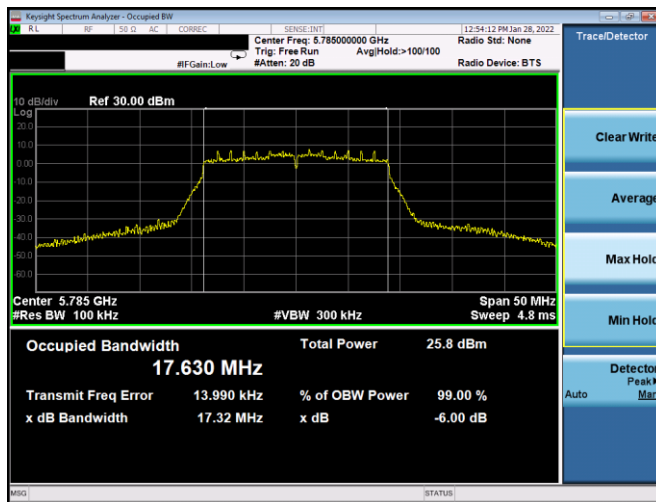 Keysight Spectrum Analyzer - Occupied BW
RL RF 50 Ω AC CORREC SENSE:INT 12:54:12 PM Jan 28, 2022
Center Freq: 5.785000000 GHz Radio Std: None
Trig: Free Run Avg|Hold:>100/100
#IFGain:Low #Atten: 20 dB Radio Device: BTS
Trace/Detector
10 dB/div Ref 30.00 dBm
Log
20.0
10.0
0.00
-10.0
-20.0
-30.0
-40.0
-50.0
-60.0
Center 5.785 GHz Span 50 MHz
#Res BW 100 kHz #VBW 300 kHz Sweep 4.8 ms
Occupied Bandwidth Total Power 25.8 dBm
17.630 MHz
Transmit Freq Error 13.990 kHz % of OBW Power 99.00 %
x dB Bandwidth 17.32 MHz x dB -6.00 dB
Clear Write
Average
Max Hold
Min Hold
Detector
Peak
Auto Man
MSG STATUS